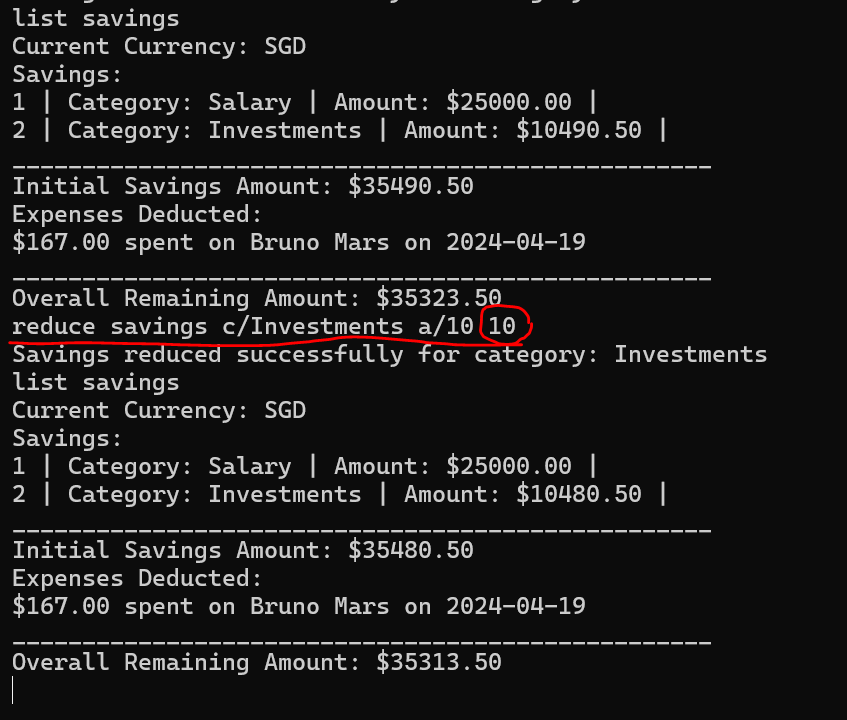 list savings
Current Currency: SGD
Savings:
1 | Category: Salary | Amount: $25000.00 |
2 | Category: Investments | Amount: $10490.50 |
__________________________________________________
Initial Savings Amount: $35490.50
Expenses Deducted:
$167.00 spent on Bruno Mars on 2024-04-19
__________________________________________________
Overall Remaining Amount: $35323.50
reduce savings c/Investments a/10 10
Savings reduced successfully for category: Investments
list savings
Current Currency: SGD
Savings:
1 | Category: Salary | Amount: $25000.00 |
2 | Category: Investments | Amount: $10480.50 |
__________________________________________________
Initial Savings Amount: $35480.50
Expenses Deducted:
$167.00 spent on Bruno Mars on 2024-04-19
__________________________________________________
Overall Remaining Amount: $35313.50